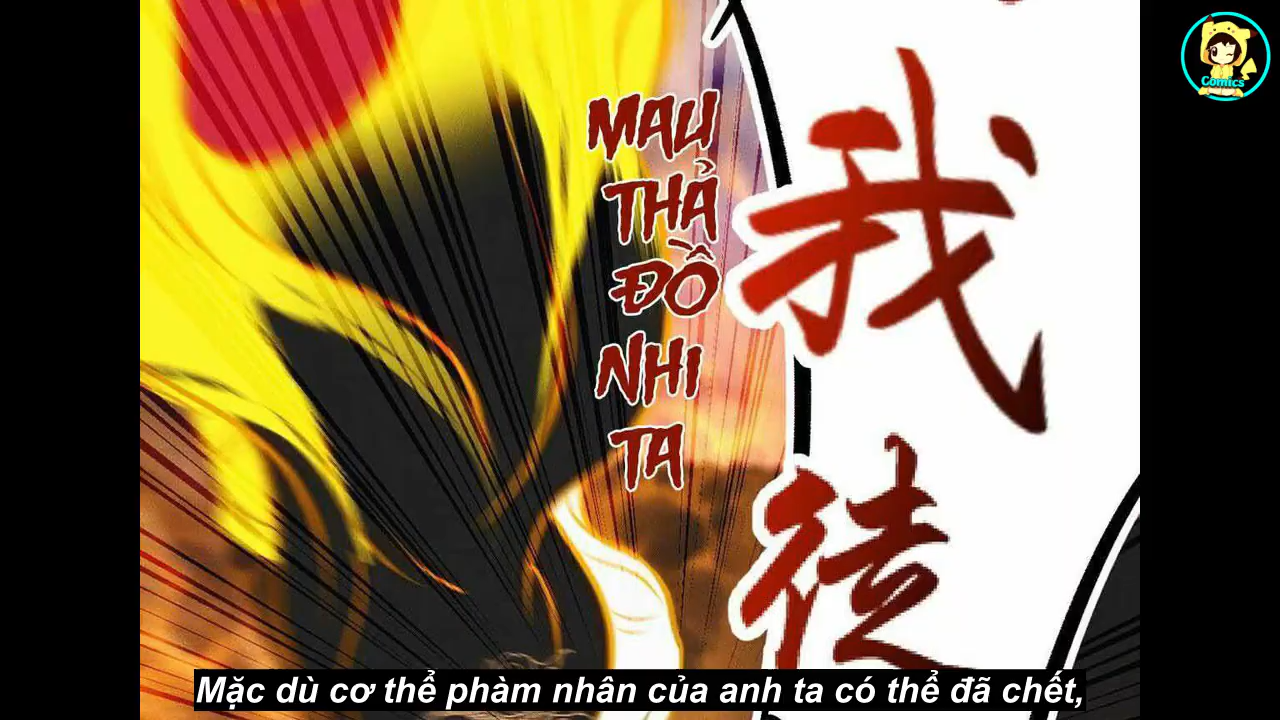 MAU
THẢ
ĐỒ
NHI
TA
我
徒
Comics
Mặc dù cơ thể phàm nhân của anh ta có thể đã chết,